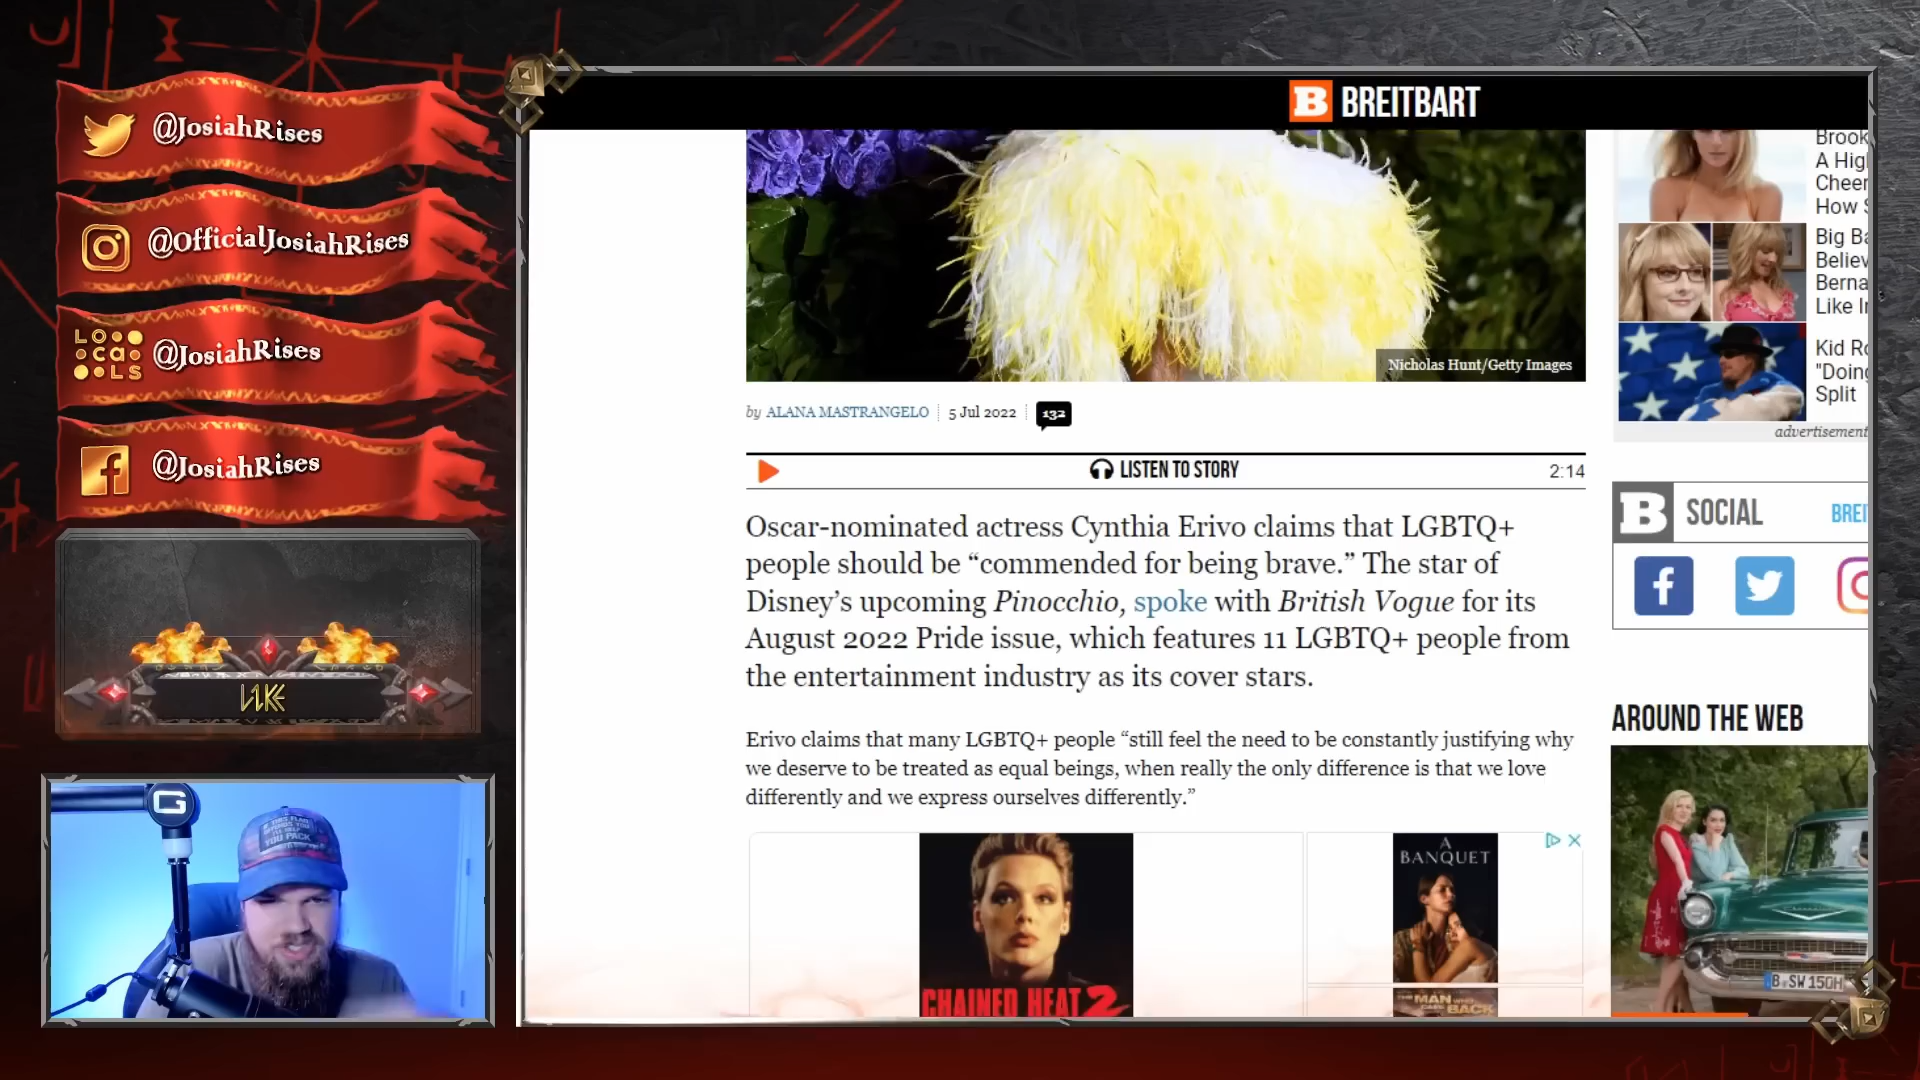 @JosiahRises
@OfficialJosiahRises
LOCALS
@JosiahRises
@JosiahRises
LIKE
G
YOU PACK
B BREITBART
Nicholas Hunt/Getty Images
by ALANA MASTRANGELO 5 Jul 2022 132
LISTEN TO STORY 2:14
Oscar-nominated actress Cynthia Erivo claims that LGBTQ+
people should be “commended for being brave.” The star of
Disney’s upcoming Pinocchio, spoke with British Vogue for its
August 2022 Pride issue, which features 11 LGBTQ+ people from
the entertainment industry as its cover stars.
Erivo claims that many LGBTQ+ people “still feel the need to be constantly justifying why
we deserve to be treated as equal beings, when really the only difference is that we love
differently and we express ourselves differently.”
CHAINED HEAT 2
A
BANQUET
THE MAN WHO
BACK
Brook
A Hig
Cheer
How S
Big Ba
Believ
Berna
Like I
Kid Ro
"Doing
Split
advertisement
B SOCIAL BREI
AROUND THE WEB
B SW 150H